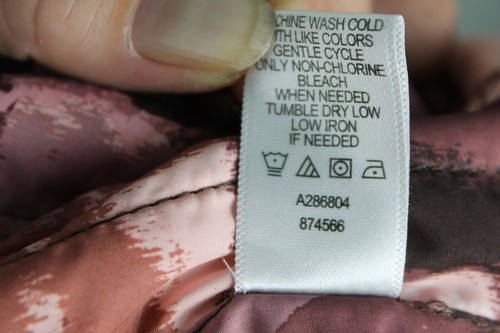 CHINE WASH COLD
ITH LIKE COLORS
GENTLE CYCLE
ONLY NON-CHLORINE
BLEACH
WHEN NEEDED
TUMBLE DRY LOW
LOW IRON
IF NEEDED
A286804
874566